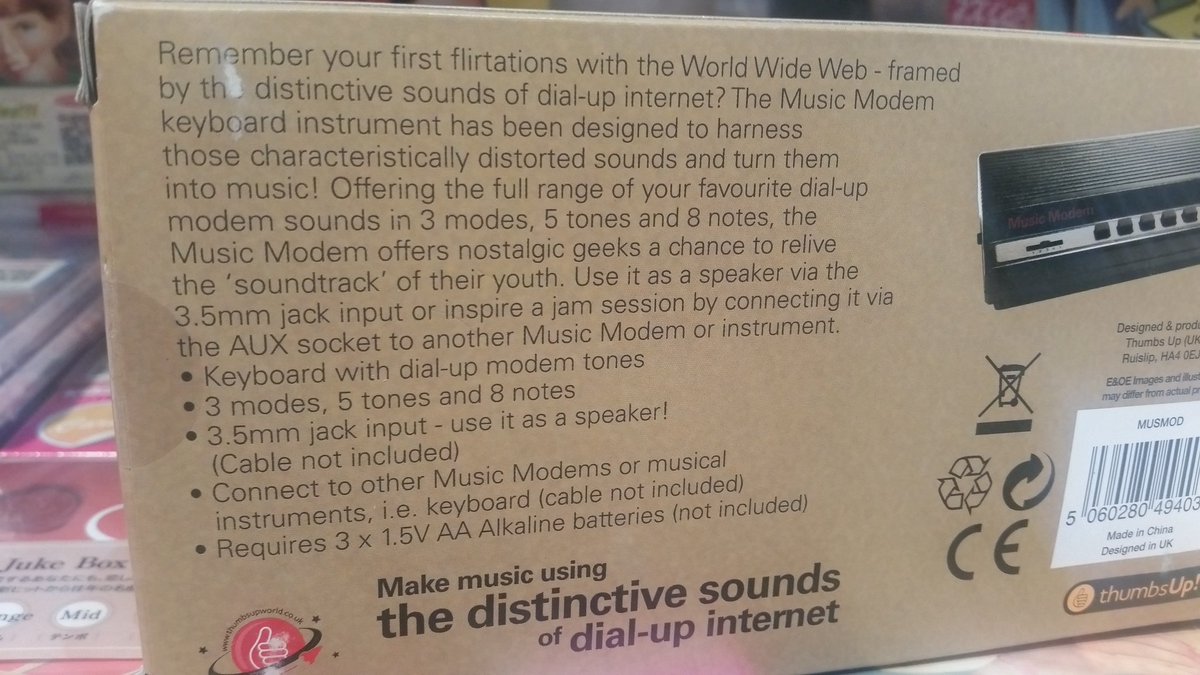 Remember your first flirtations with the World Wide Web - framed
by the distinctive sounds of dial-up internet? The Music Modem
keyboard instrument has been designed to harness
those characteristically distorted sounds and turn them
into music! Offering the full range of your favourite dial-up
modem sounds in 3 modes, 5 tones and 8 notes, the
Music Modem offers nostalgic geeks a chance to relive
the 'soundtrack' of their youth. Use it as a speaker via the
3.5mm jack input or inspire a jam session by connecting it via
the AUX socket to another Music Modem or instrument.
• Keyboard with dial-up modem tones
• 3 modes, 5 tones and 8 notes
• 3.5mm jack input - use it as a speaker!
(Cable not included)
• Connect to other Music Modems or musical
instruments, i.e. keyboard (cable not included)
• Requires 3 x 1.5V AA Alkaline batteries (not included)
Make music using
the distinctive sounds
of dial-up internet
www.thumbsupworld.co.uk
Music Modem
Designed & produ
Thumbs Up (UK
Ruislip, HA4 0EJ
E&OE Images and illust
may differ from actual pr
MUSMOD
5 060280 49403
Made in China
Designed in UK
CE
thumbsUp!
Juke Box
nge
Mid
テンポ